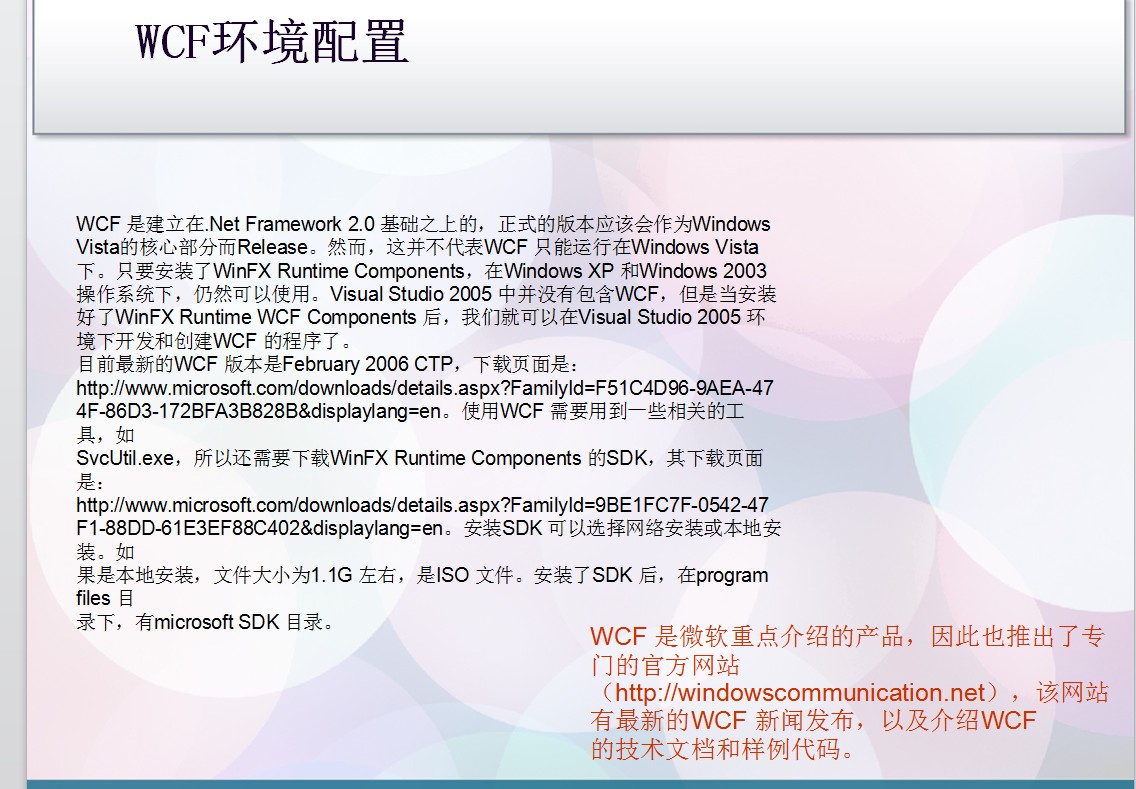 WCF环境配置
WCF 是建立在.Net Framework 2.0 基础之上的，正式的版本应该会作为Windows
Vista的核心部分而Release。然而，这并不代表WCF 只能运行在Windows Vista
下。只要安装了WinFX Runtime Components，在Windows XP 和Windows 2003
操作系统下，仍然可以使用。Visual Studio 2005 中并没有包含WCF，但是当安装
好了WinFX Runtime WCF Components 后，我们就可以在Visual Studio 2005 环
境下开发和创建WCF 的程序了。
目前最新的WCF 版本是February 2006 CTP，下载页面是：
http://www.microsoft.com/downloads/details.aspx?FamilyId=F51C4D96-9AEA-47
4F-86D3-172BFA3B828B&displaylang=en。使用WCF 需要用到一些相关的工
具，如
SvcUtil.exe，所以还需要下载WinFX Runtime Components 的SDK，其下载页面
是：
http://www.microsoft.com/downloads/details.aspx?FamilyId=9BE1FC7F-0542-47
F1-88DD-61E3EF88C402&displaylang=en。安装SDK 可以选择网络安装或本地安
装。如
果是本地安装，文件大小为1.1G 左右，是ISO 文件。安装了SDK 后，在program
files 目
录下，有microsoft SDK 目录。
WCF 是微软重点介绍的产品，因此也推出了专
门的官方网站
（http://windowscommunication.net），该网站
有最新的WCF 新闻发布，以及介绍WCF
的技术文档和样例代码。